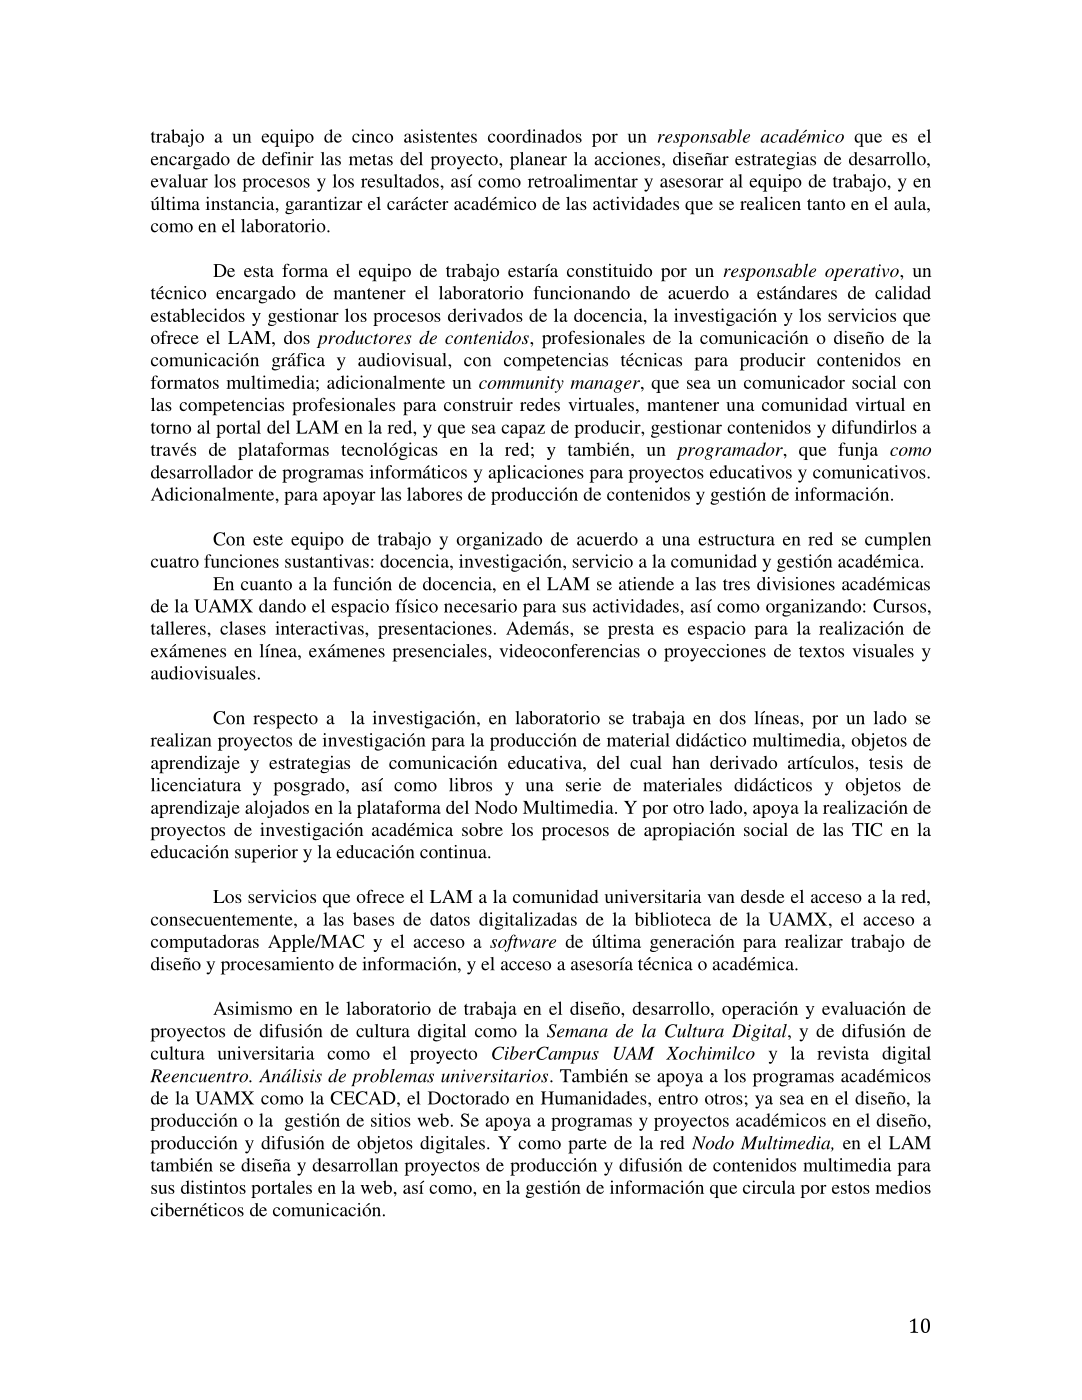 trabajo a un equipo de cinco asistentes coordinados por un responsable académico que es el
encargado de definir las metas del proyecto, planear la acciones, diseñar estrategias de desarrollo,
evaluar los procesos y los resultados, así como retroalimentar y asesorar al equipo de trabajo, y en
última instancia, garantizar el carácter académico de las actividades que se realicen tanto en el aula,
como en el laboratorio.
De esta forma el equipo de trabajo estaría constituido por un responsable operativo, un
técnico encargado de mantener el laboratorio funcionando de acuerdo a estándares de calidad
establecidos y gestionar los procesos derivados de la docencia, la investigación y los servicios que
ofrece el LAM, dos productores de contenidos, profesionales de la comunicación o diseño de la
comunicación gráfica y audiovisual, con competencias técnicas para producir contenidos en
formatos multimedia; adicionalmente un community manager, que sea un comunicador social con
las competencias profesionales para construir redes virtuales, mantener una comunidad virtual en
torno al portal del LAM en la red, y que sea capaz de producir, gestionar contenidos y difundirlos a
través de plataformas tecnológicas en la red; y también, un programador, que funja como
desarrollador de programas informáticos y aplicaciones para proyectos educativos y comunicativos.
Adicionalmente, para apoyar las labores de producción de contenidos y gestión de información.
Con este equipo de trabajo y organizado de acuerdo a una estructura en red se cumplen
cuatro funciones sustantivas: docencia, investigación, servicio a la comunidad y gestión académica.
En cuanto a la función de docencia, en el LAM se atiende a las tres divisiones académicas
de la UAMX dando el espacio físico necesario para sus actividades, así como organizando: Cursos,
talleres, clases interactivas, presentaciones. Además, se presta es espacio para la realización de
exámenes en línea, exámenes presenciales, videoconferencias o proyecciones de textos visuales y
audiovisuales.
Con respecto a  la investigación, en laboratorio se trabaja en dos líneas, por un lado se
realizan proyectos de investigación para la producción de material didáctico multimedia, objetos de
aprendizaje y estrategias de comunicación educativa, del cual han derivado artículos, tesis de
licenciatura y posgrado, así como libros y una serie de materiales didácticos y objetos de
aprendizaje alojados en la plataforma del Nodo Multimedia. Y por otro lado, apoya la realización de
proyectos de investigación académica sobre los procesos de apropiación social de las TIC en la
educación superior y la educación continua.
Los servicios que ofrece el LAM a la comunidad universitaria van desde el acceso a la red,
consecuentemente, a las bases de datos digitalizadas de la biblioteca de la UAMX, el acceso a
computadoras Apple/MAC y el acceso a software de última generación para realizar trabajo de
diseño y procesamiento de información, y el acceso a asesoría técnica o académica.
Asimismo en le laboratorio de trabaja en el diseño, desarrollo, operación y evaluación de
proyectos de difusión de cultura digital como la Semana de la Cultura Digital, y de difusión de
cultura universitaria como el proyecto CiberCampus UAM Xochimilco y la revista digital
Reencuentro. Análisis de problemas universitarios. También se apoya a los programas académicos
de la UAMX como la CECAD, el Doctorado en Humanidades, entro otros; ya sea en el diseño, la
producción o la  gestión de sitios web. Se apoya a programas y proyectos académicos en el diseño,
producción y difusión de objetos digitales. Y como parte de la red Nodo Multimedia, en el LAM
también se diseña y desarrollan proyectos de producción y difusión de contenidos multimedia para
sus distintos portales en la web, así como, en la gestión de información que circula por estos medios
cibernéticos de comunicación.
10